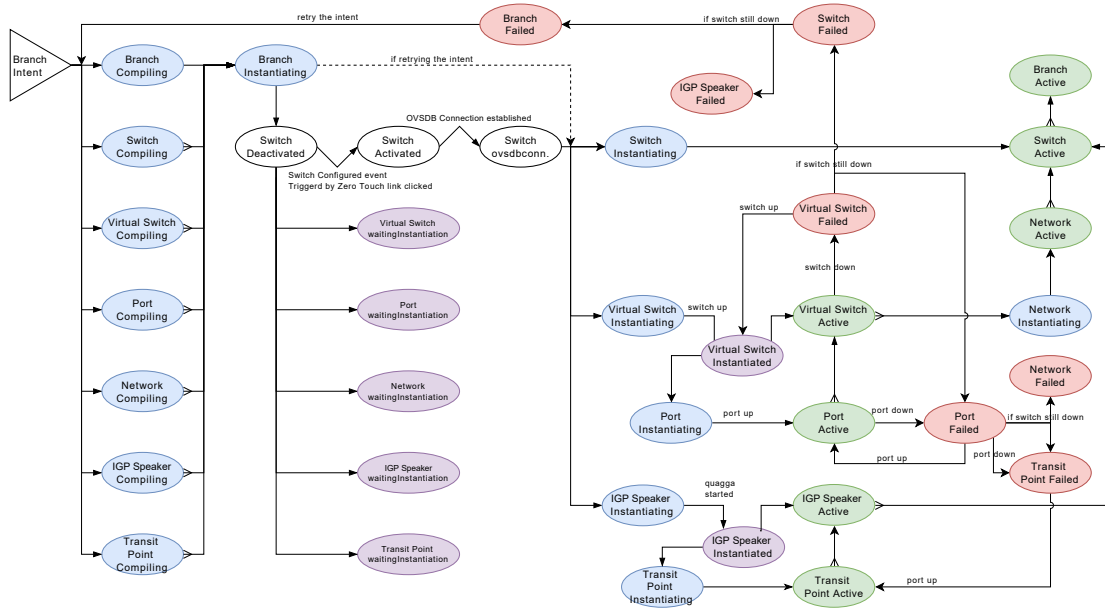 retry the intent
Branch
Failed
if switch still down
Switch
Failed
Branch
Intent
Branch
Compiling
Branch
Instantiating
if retrying the intent
IGP Speaker
Failed
Branch
Active
OVSDB Connection established
Switch
Compiling
Switch
Deactivated
Switch
Activated
Switch
ovsdbconn.
Switch
Instantiating
Switch
Active
if switch still down
Switch Configured event
Triggerd by Zero Touch link clicked
Virtual Switch
Compiling
Virtual Switch
waitingInstantiation
switch up
Virtual Switch
Failed
Network
Active
switch down
Port
Compiling
Port
waitingInstantiation
Virtual Switch
Instantiating
switch up
Virtual Switch
Active
Network
Instantiating
Virtual Switch
Instantiated
Network
Compiling
Network
waitingInstantiation
Network
Failed
Port
Instantiating
port up
Port
Active
port down
Port
Failed
if switch still down
port up
port down
IGP Speaker
Compiling
IGP Speaker
waitingInstantiation
Transit
Point Failed
quagga
started
IGP Speaker
Instantiating
IGP Speaker
Active
IGP Speaker
Instantiated
Transit
Point
Compiling
Transit Point
waitingInstantiation
Transit
Point
Instantiating
Transit
Point Active
port up